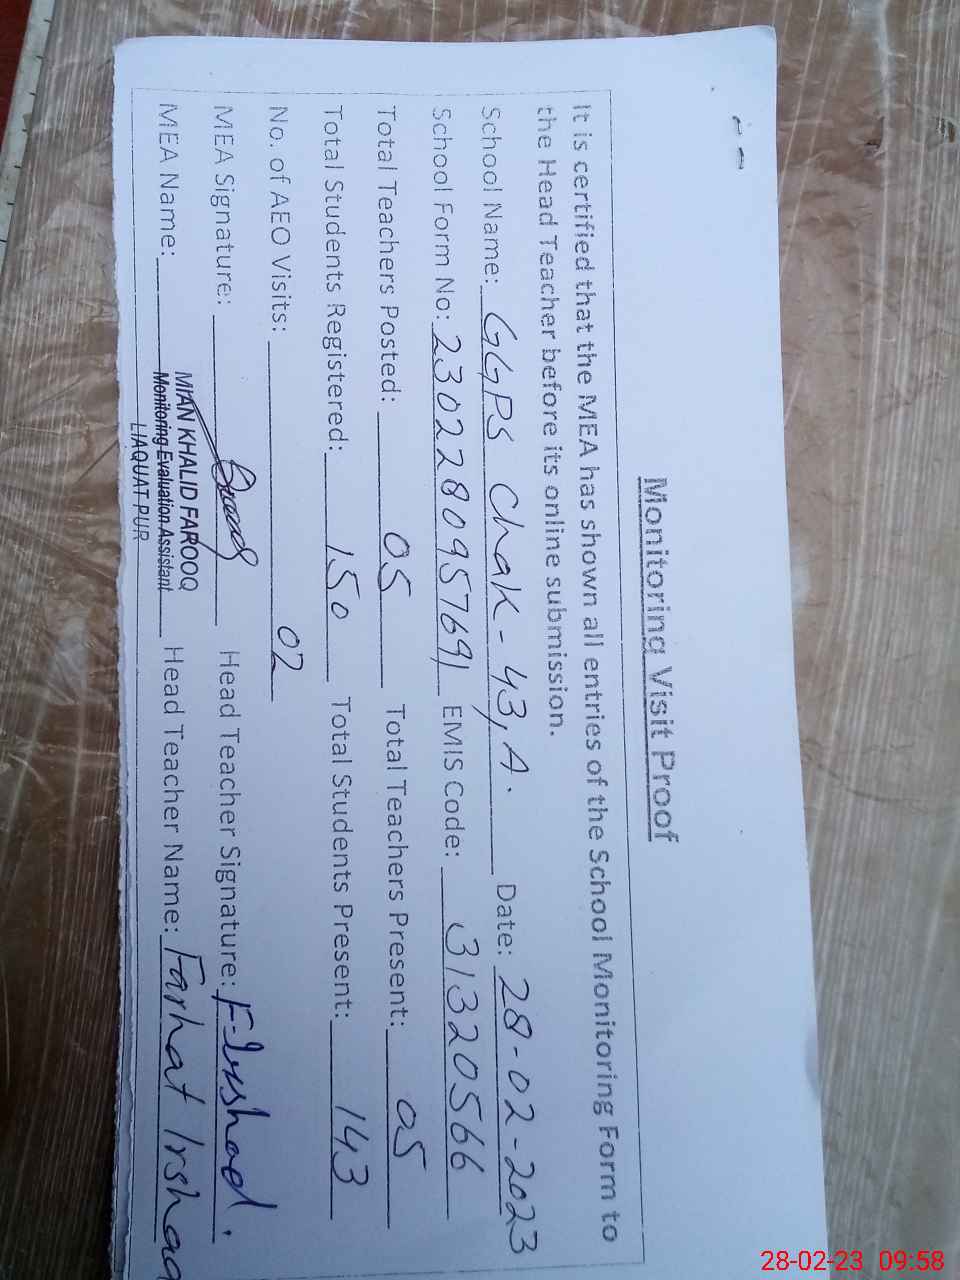 Monitoring Visit Proof
It is certified that the MEA has shown all entries of the School Monitoring Form to
the Head Teacher before its online submission.
School Name: GGPS Chak-43,A. Date: 28-02-2023
School Form No: 2302280957691 EMIS Code: 31320566
Total Teachers Posted: 05 Total Teachers Present: 05
Total Students Registered: 150 Total Students Present: 143
No. of AEO Visits: 02
MEA Signature: Head Teacher Signature: F-Irshad.
MEA Name: MIAN KHALID FAROOQ Head Teacher Name: Farhat Irshad
Monitoring Evaluation Assistant
LIAQUAT PUR
28-02-23 09:58